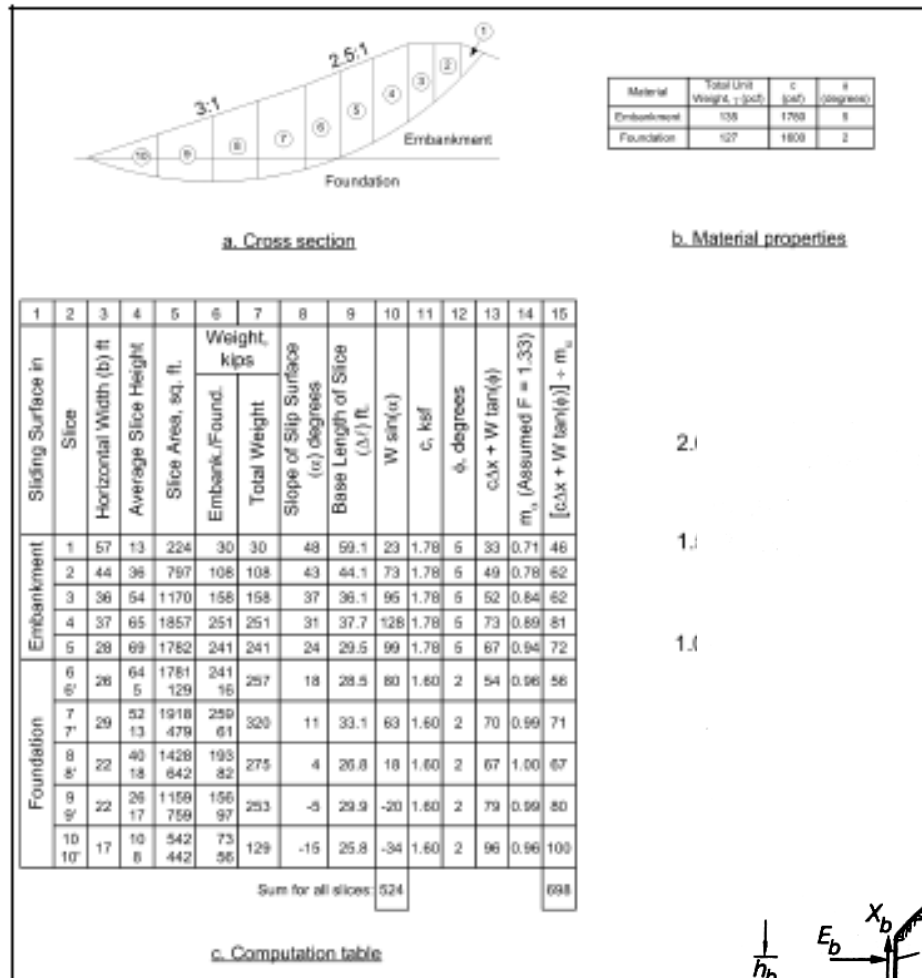 1
2.5:1
2
3
3:1
4
5
6
7
8
Embankment
9
10
Foundation
a. Cross section
Material Total Unit Weight, γ (pcf) c (psf) (degrees)
Embankment 1780 5
Foundation 127 1600 2
b. Material properties
1 2 3 4 5 6 7 8 9 10 11 12 13 14 15
Sliding Surface in
Slice
Horizontal Width (b) ft
Average Slice Height
Slice Area, sq. ft.
Weight, kips
Embank./Found.
Total Weight
Slope of Slip Surface (α) degrees
Base Length of Slice (Δℓ) ft.
W sin(α)
c, ksf
ϕ, degrees
cΔx + W tan(ϕ)
mα (Assumed F = 1.33)
[cΔx + W tan(ϕ)] ÷ mα
Embankment
1 57 13 224 30 30 48 59.1 23 1.78 5 33 0.71 46
2 44 36 797 108 108 43 44.1 73 1.78 5 49 0.78 62
3 36 54 1170 158 158 37 36.1 95 1.78 5 52 0.84 62
4 37 65 1857 251 251 31 37.7 128 1.78 5 73 0.89 81
5 28 69 1782 241 241 24 29.5 99 1.78 5 67 0.94 72
Foundation
6 26 64 1781 241 257 18 28.5 80 1.60 2 54 0.96 56
6' 5 129 16
7 29 52 1918 259 320 11 33.1 63 1.60 2 70 0.99 71
7' 13 479 61
8 22 40 1428 193 275 4 26.8 18 1.60 2 67 1.00 67
8' 18 642 82
9 22 26 1159 156 253 -5 29.9 -20 1.60 2 79 0.99 80
9' 17 759 97
10 17 10 542 73 129 -15 25.8 -34 1.60 2 96 0.96 100
10' 8 442 56
Sum for all slices: 524 698
c. Computation table
1.0
X_b
E_b
h_b